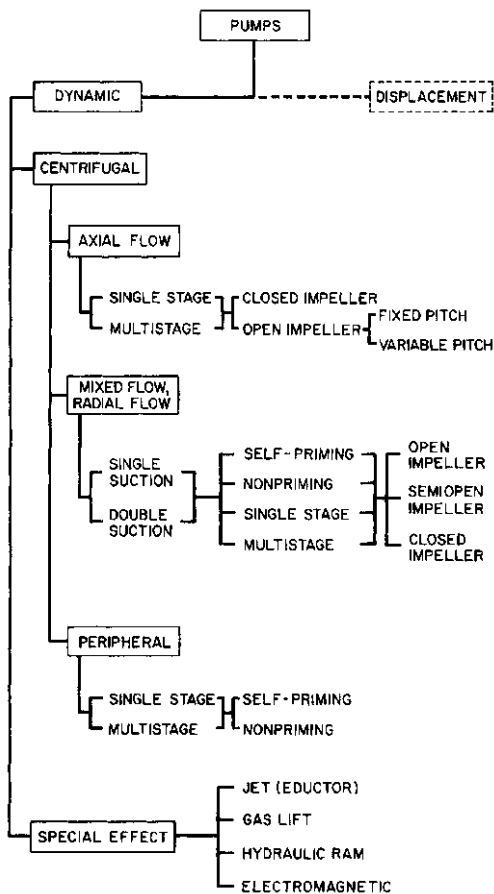 PUMPS
DYNAMIC
DISPLACEMENT
CENTRIFUGAL
AXIAL FLOW
SINGLE STAGE
MULTISTAGE
CLOSED IMPELLER
OPEN IMPELLER
FIXED PITCH
VARIABLE PITCH
MIXED FLOW,
RADIAL FLOW
SINGLE
SUCTION
DOUBLE
SUCTION
SELF-PRIMING
NONPRIMING
SINGLE STAGE
MULTISTAGE
OPEN
IMPELLER
SEMIOPEN
IMPELLER
CLOSED
IMPELLER
PERIPHERAL
SINGLE STAGE
MULTISTAGE
SELF-PRIMING
NONPRIMING
SPECIAL EFFECT
JET (EDUCTOR)
GAS LIFT
HYDRAULIC RAM
ELECTROMAGNETIC